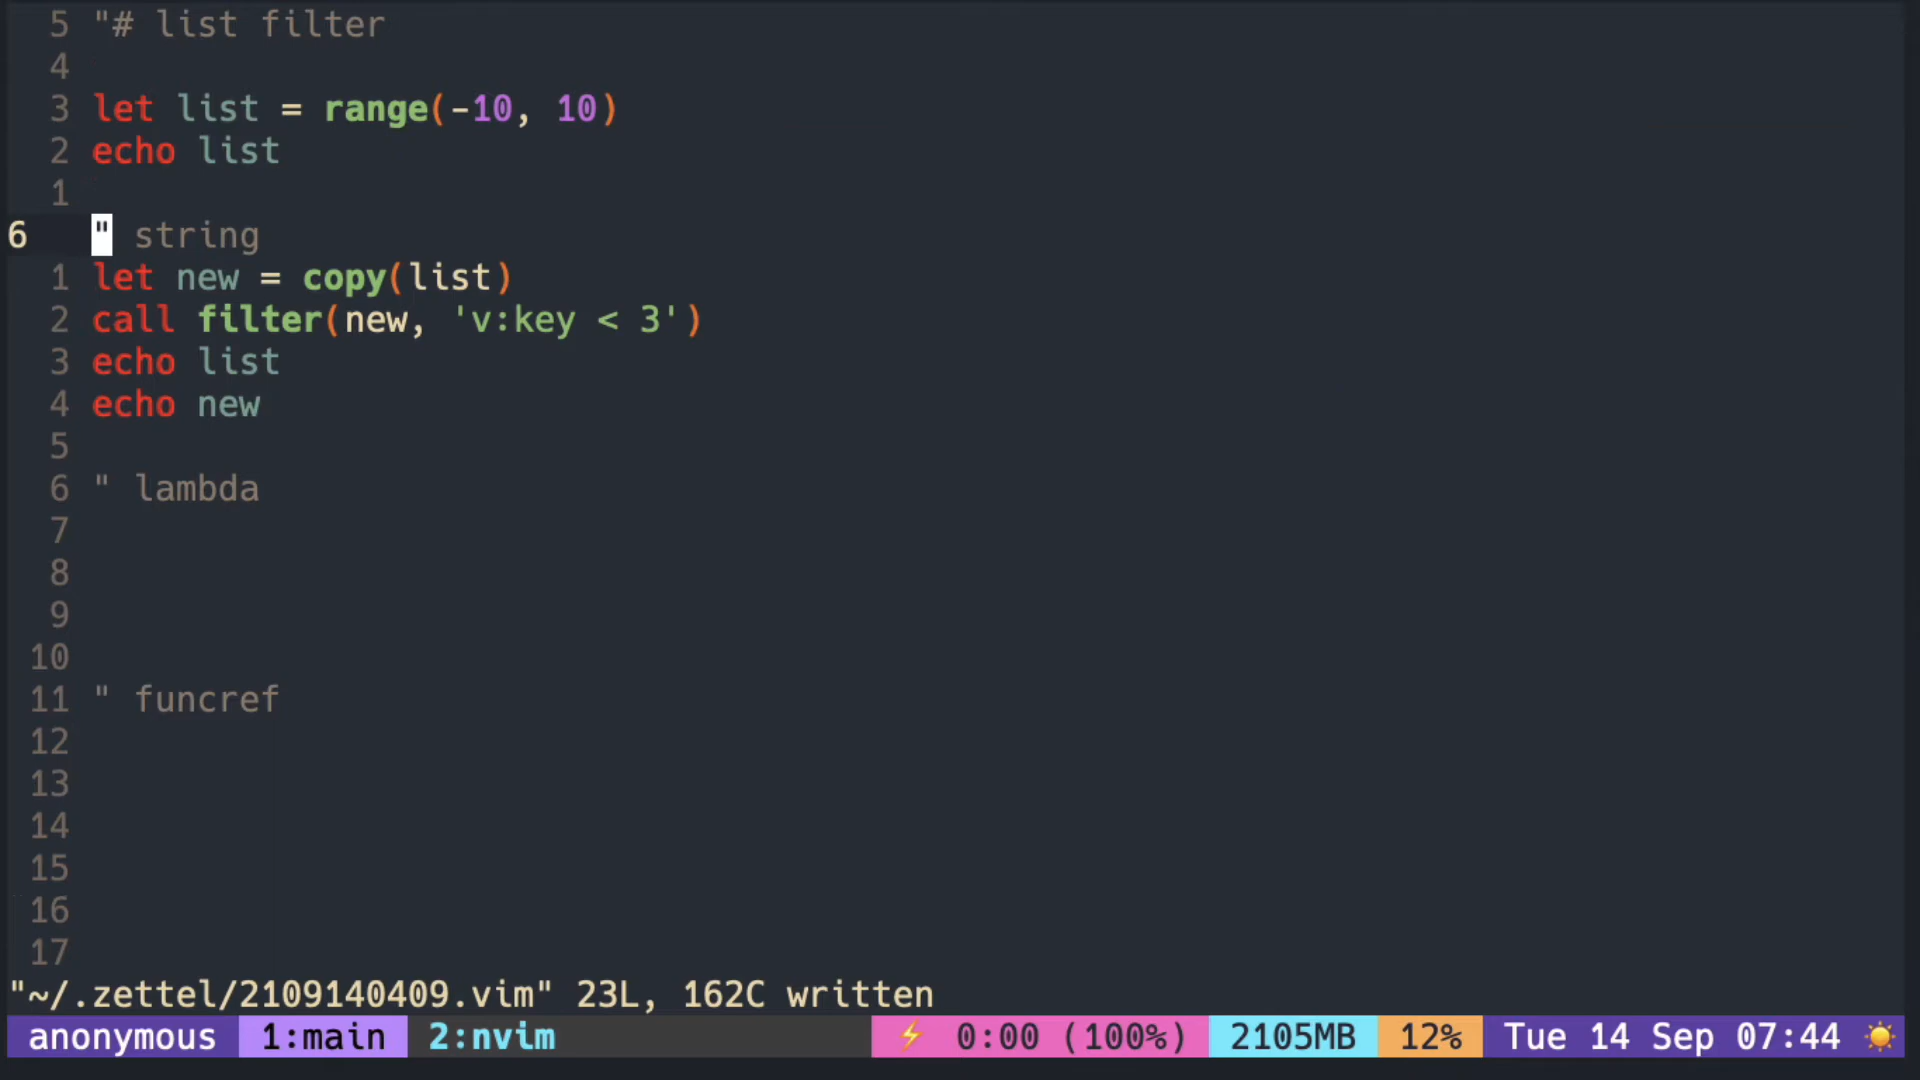 5 "# list filter
4
3 let list = range(-10, 10)
2 echo list
1
6 " string
1 let new = copy(list)
2 call filter(new, 'v:key < 3')
3 echo list
4 echo new
5
6 " lambda
7
8
9
10
11 " funcref
12
13
14
15
16
17
"~/.zettel/2109140409.vim" 23L, 162C written
anonymous 1:main 2:nvim ⚡ 0:00 (100%) 2105MB 12% Tue 14 Sep 07:44 ☀️